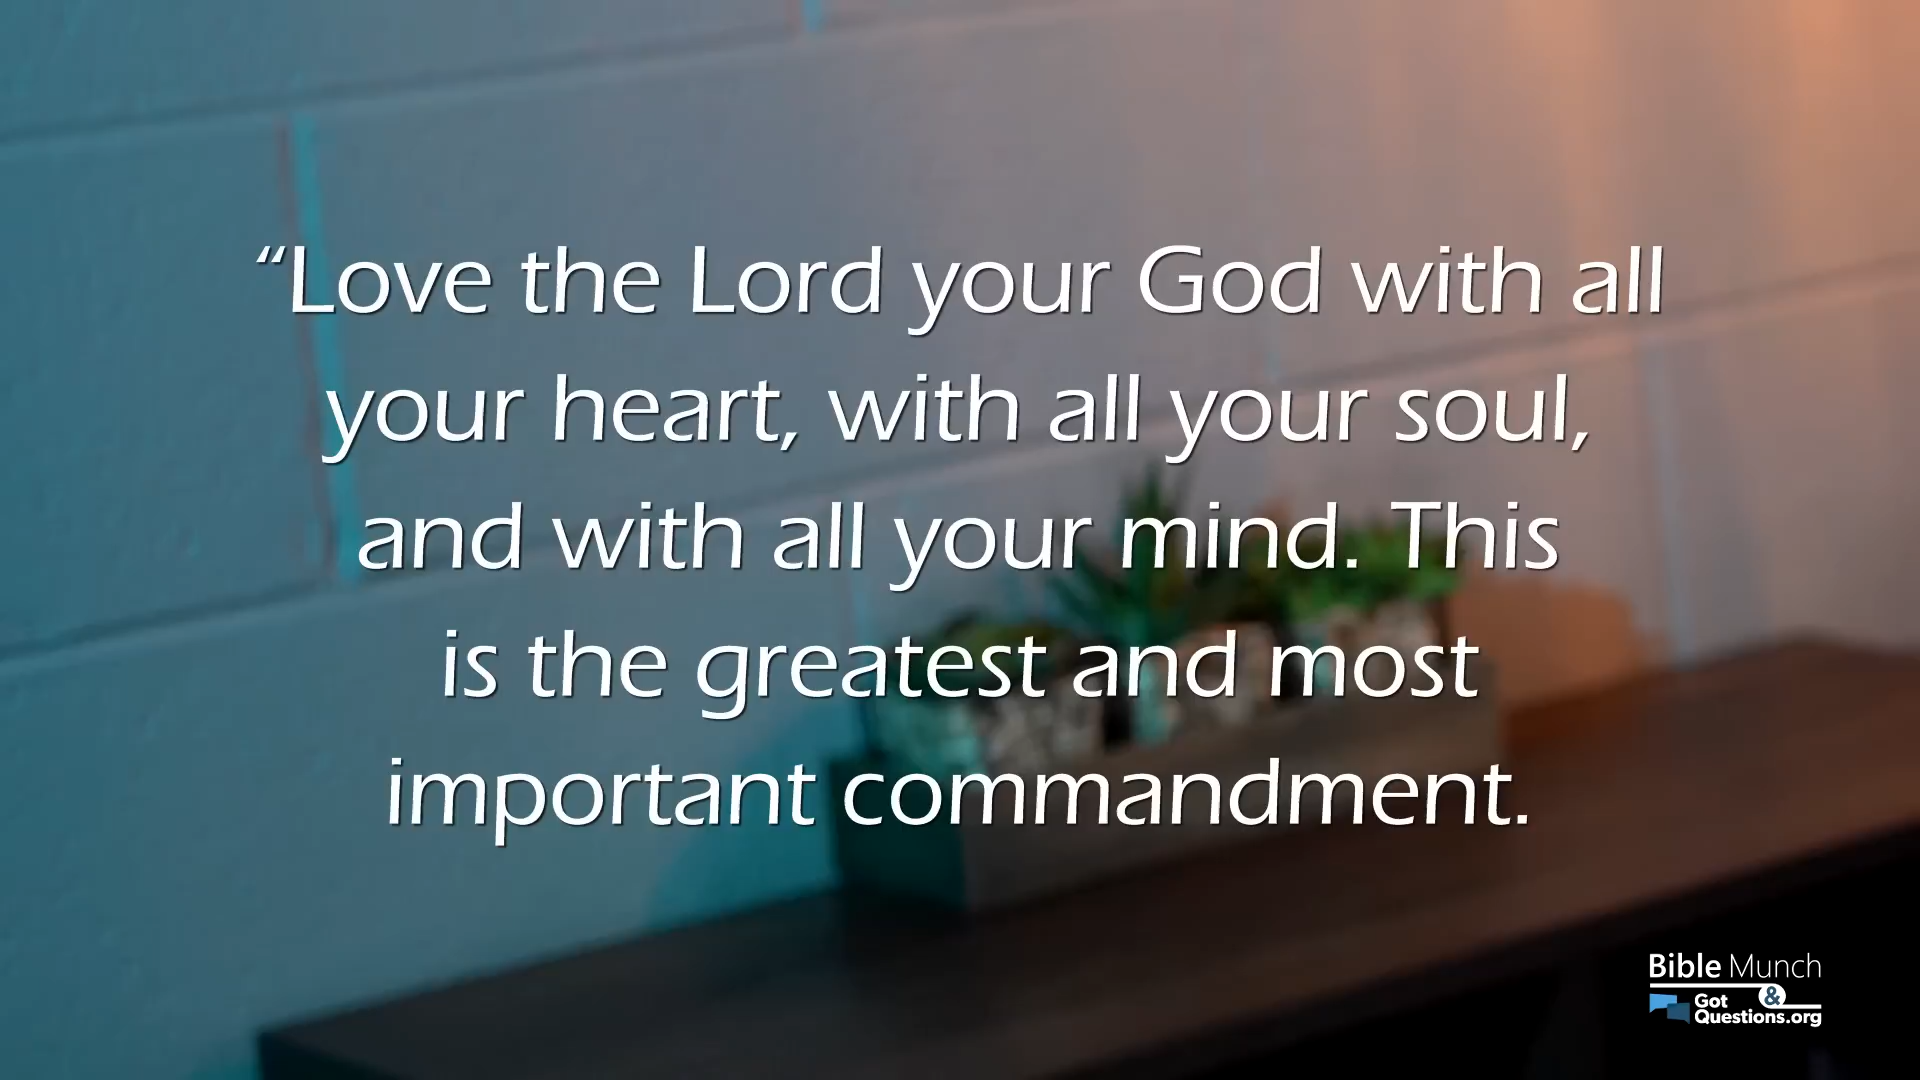 “Love the Lord your God with all
your heart, with all your soul,
and with all your mind. This
is the greatest and most
important commandment.
Bible Munch
&
Got
Questions.org